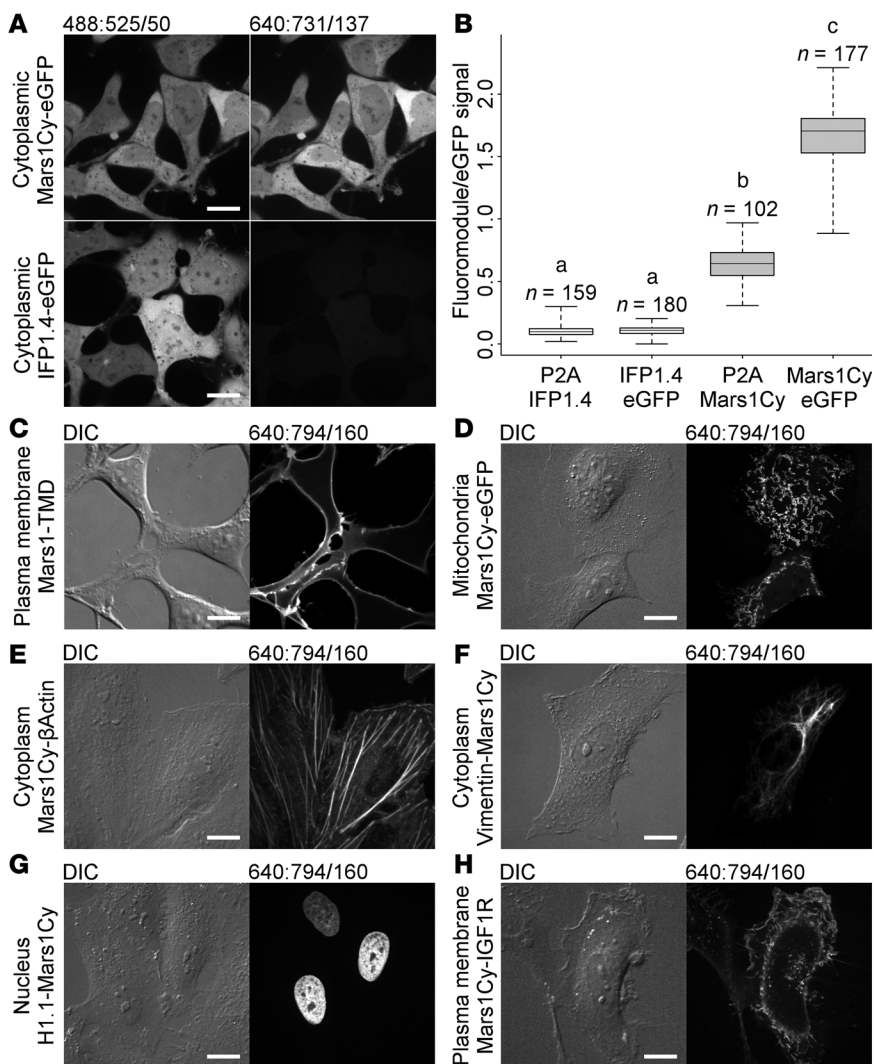 A
488:525/50
640:731/137
Cytoplasmic
Mars1Cy-eGFP
Cytoplasmic
IFP1.4-eGFP
B
Fluoromodule/eGFP signal
0.0
0.5
1.0
1.5
2.0
a
n = 159
a
n = 180
b
n = 102
c
n = 177
P2A
IFP1.4
IFP1.4
eGFP
P2A
Mars1Cy
Mars1Cy
eGFP
C
DIC
640:794/160
Plasma membrane
Mars1-TMD
D
DIC
640:794/160
Mitochondria
Mars1Cy-eGFP
E
DIC
640:794/160
Cytoplasm
Mars1Cy-βActin
F
DIC
640:794/160
Cytoplasm
Vimentin-Mars1Cy
G
DIC
640:794/160
Nucleus
H1.1-Mars1Cy
H
DIC
640:794/160
Plasma membrane
Mars1Cy-IGF1R